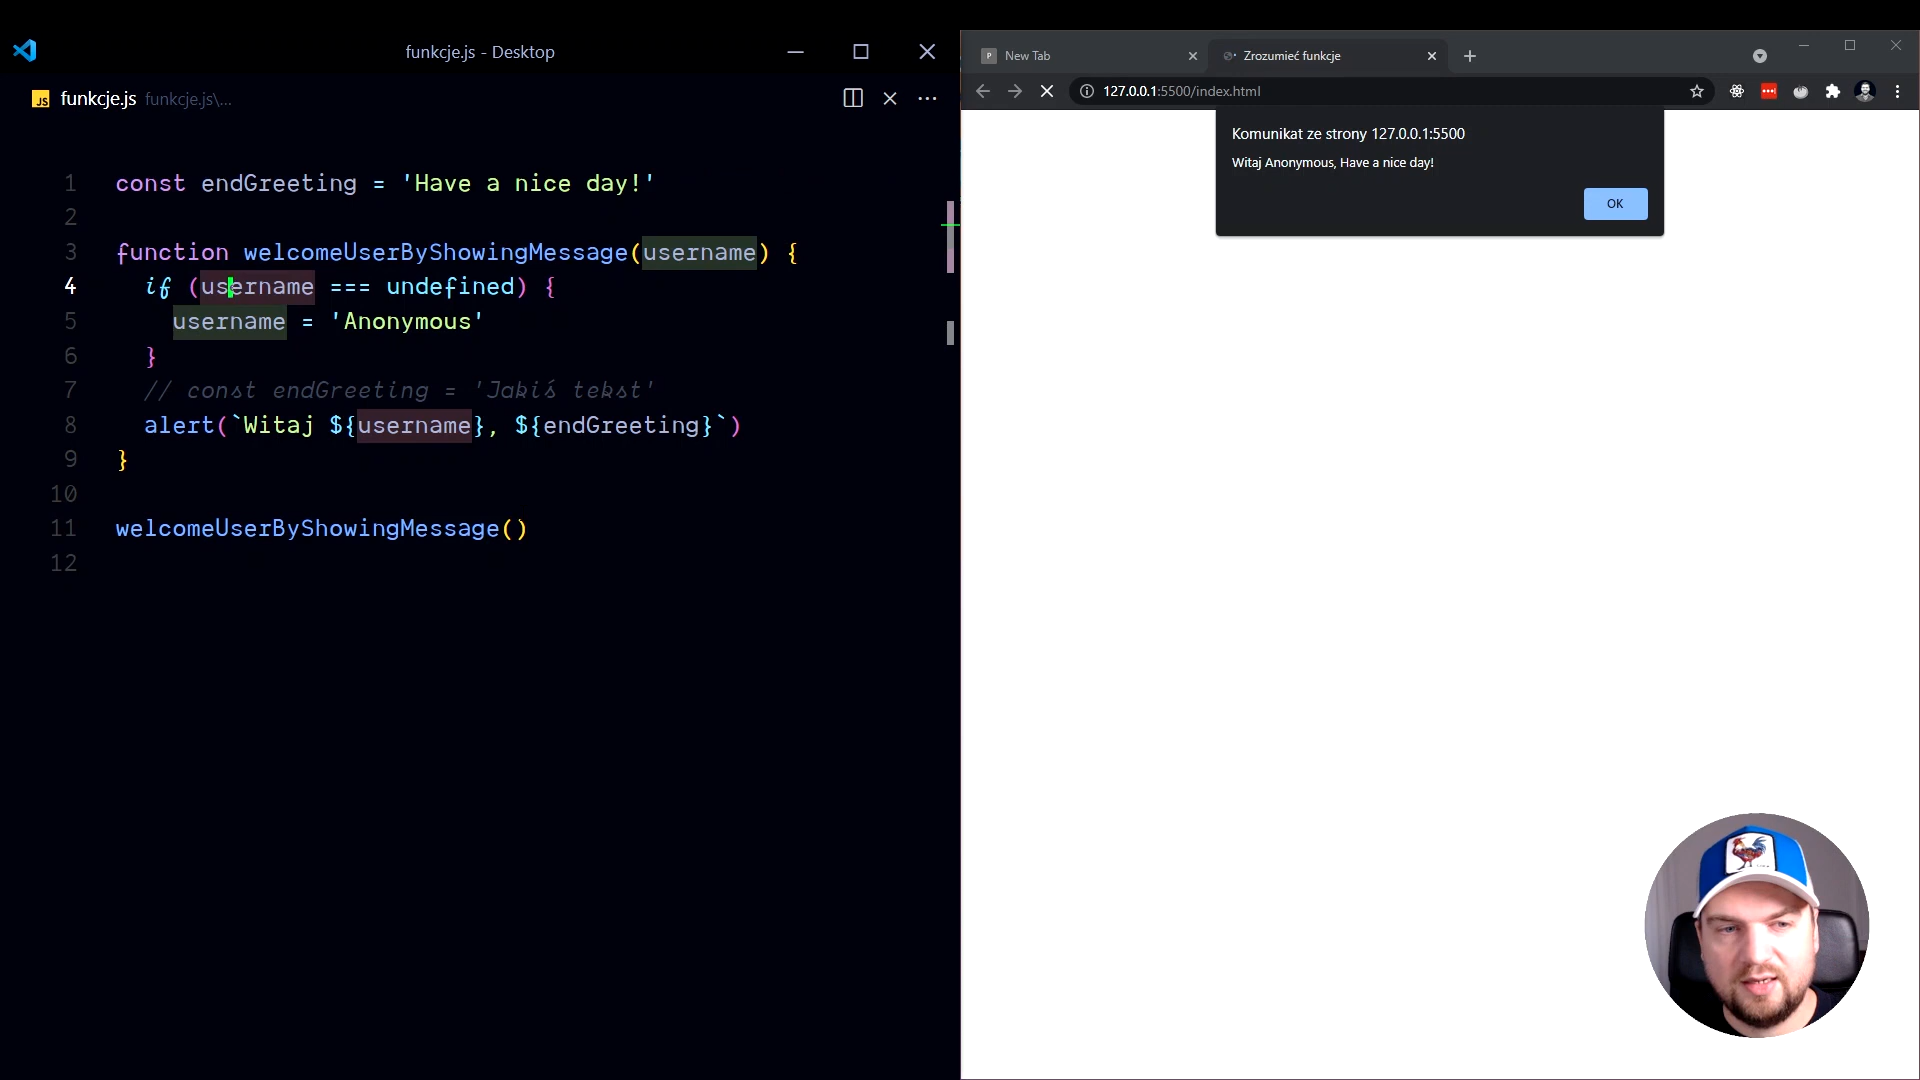 funkcje.js - Desktop
JS funkcje.js funkcje.js\...
1 const endGreeting = 'Have a nice day!'
2
3 function welcomeUserByShowingMessage(username) {
4 if (username === undefined) {
5 username = 'Anonymous'
6 }
7 // const endGreeting = 'Jakiś tekst'
8 alert(`Witaj ${username}, ${endGreeting}`)
9 }
10
11 welcomeUserByShowingMessage()
12
P New Tab
Zrozumieć funkcje
127.0.0.1:5500/index.html
Komunikat ze strony 127.0.0.1:5500
Witaj Anonymous, Have a nice day!
OK